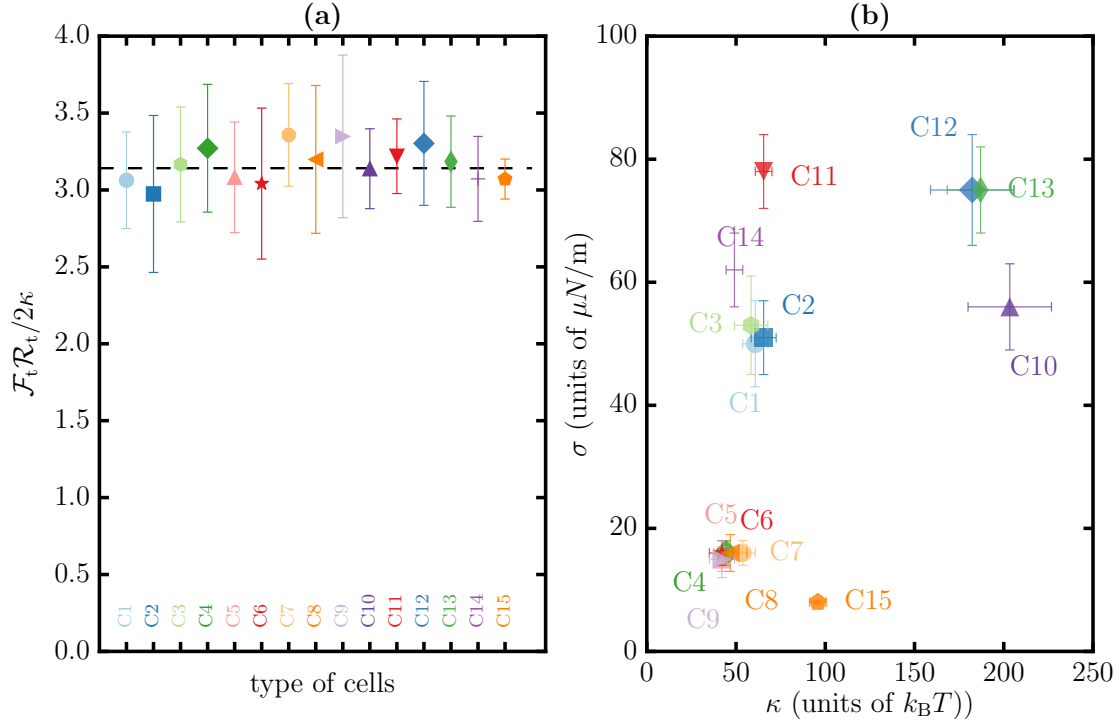 (a)
4.0
3.5
3.0
2.5
2.0
1.5
1.0
0.5
0.0
ℱₜℛₜ/2κ
C1 C2 C3 C4 C5 C6 C7 C8 C9 C10 C11 C12 C13 C14 C15
type of cells
(b)
100
80
60
40
20
0
σ (units of μN/m)
C12
C11
C13
C14
C3
C2
C10
C1
C5
C6
C7
C4
C8
C15
C9
0 50 100 150 200 250
κ (units of k_BT))